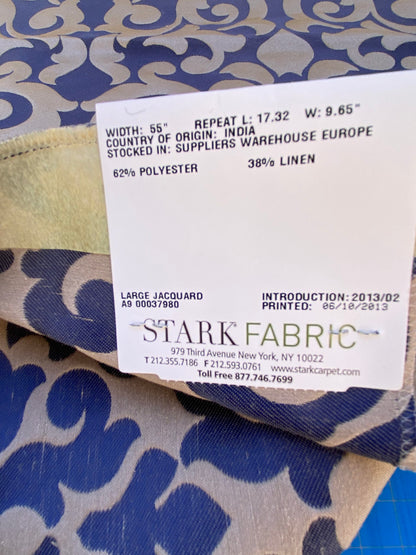 WIDTH: 55" REPEAT L: 17.32 W: 9.65"
COUNTRY OF ORIGIN: INDIA
STOCKED IN: SUPPLIERS WAREHOUSE EUROPE
62% POLYESTER 38% LINEN
LARGE JACQUARD INTRODUCTION: 2013/02
A9 00037980 PRINTED: 06/10/2013
STARK FABRIC
979 Third Avenue New York, NY 10022
T 212.355.7186 F 212.593.0761 www.starkcarpet.com
Toll Free 877.746.7699